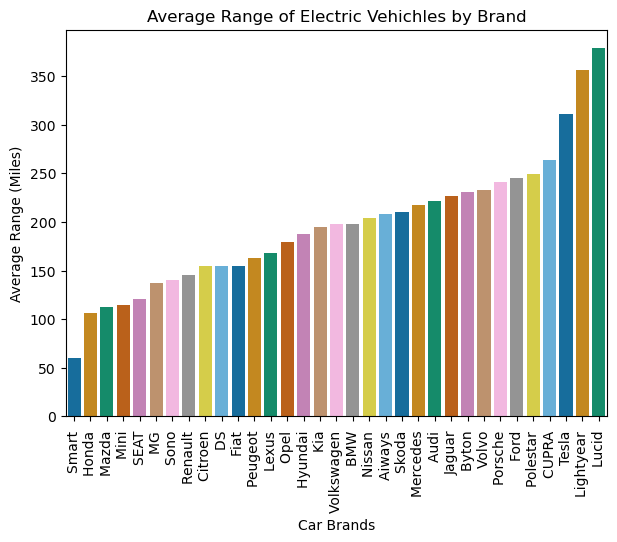 Average Range of Electric Vehichles by Brand
Average Range (Miles)
350
300
250
200
150
100
50
0
Smart
Honda
Mazda
Mini
SEAT
MG
Sono
Renault
Citroen
DS
Fiat
Peugeot
Lexus
Opel
Hyundai
Kia
Volkswagen
BMW
Nissan
Aiways
Skoda
Mercedes
Audi
Jaguar
Byton
Volvo
Porsche
Ford
Polestar
CUPRA
Tesla
Lightyear
Lucid
Car Brands